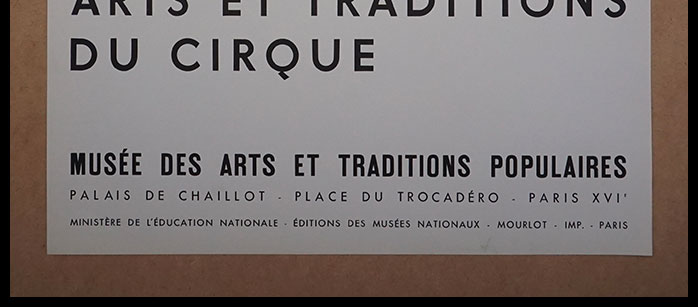 ARTS ET TRADITIONS
DU CIRQUE
MUSÉE DES ARTS ET TRADITIONS POPULAIRES
PALAIS DE CHAILLOT - PLACE DU TROCADÉRO - PARIS XVIᵉ
MINISTÈRE DE L'ÉDUCATION NATIONALE - ÉDITIONS DES MUSÉES NATIONAUX - MOURLOT - IMP. - PARIS